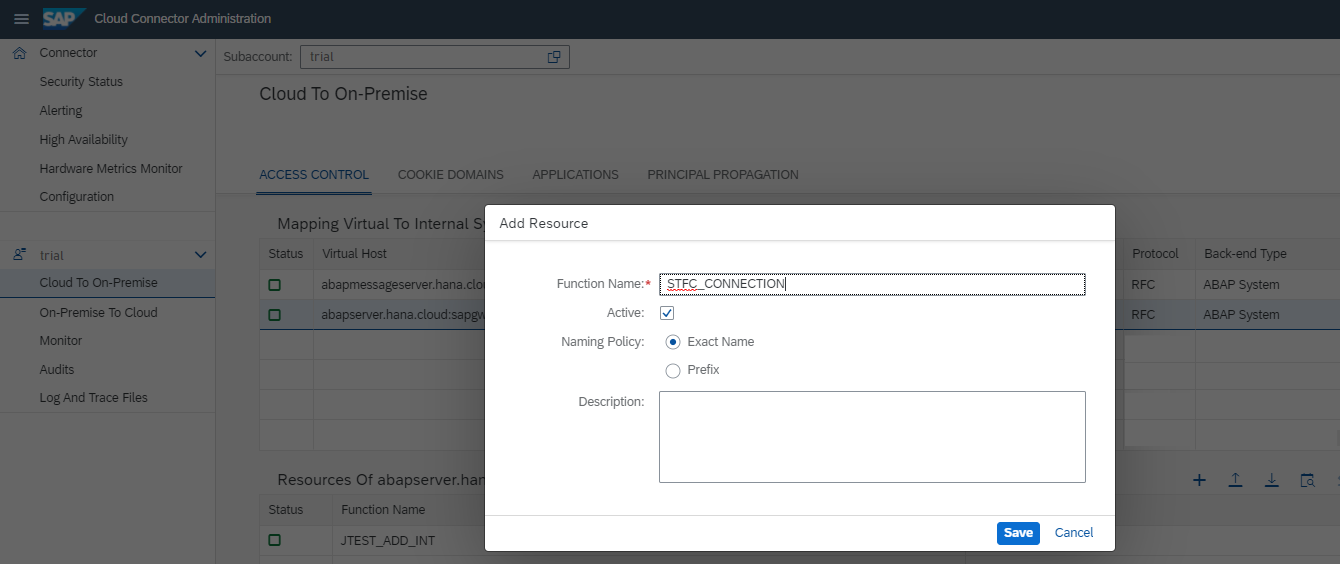 SAP Cloud Connector Administration
Connector
Security Status
Alerting
High Availability
Hardware Metrics Monitor
Configuration
trial
Cloud To On-Premise
On-Premise To Cloud
Monitor
Audits
Log And Trace Files
Subaccount: trial
Cloud To On-Premise
ACCESS CONTROL COOKIE DOMAINS APPLICATIONS PRINCIPAL PROPAGATION
Mapping Virtual To Internal Sy
Status Virtual Host Protocol Back-end Type
abapmessageserver.hana.clou RFC ABAP System
abapserver.hana.cloud:sapgw RFC ABAP System
Add Resource
Function Name:* STFC_CONNECTION
Active:
Naming Policy: Exact Name
Prefix
Description:
Save Cancel
Resources Of abapserver.han
Status Function Name
JTEST_ADD_INT